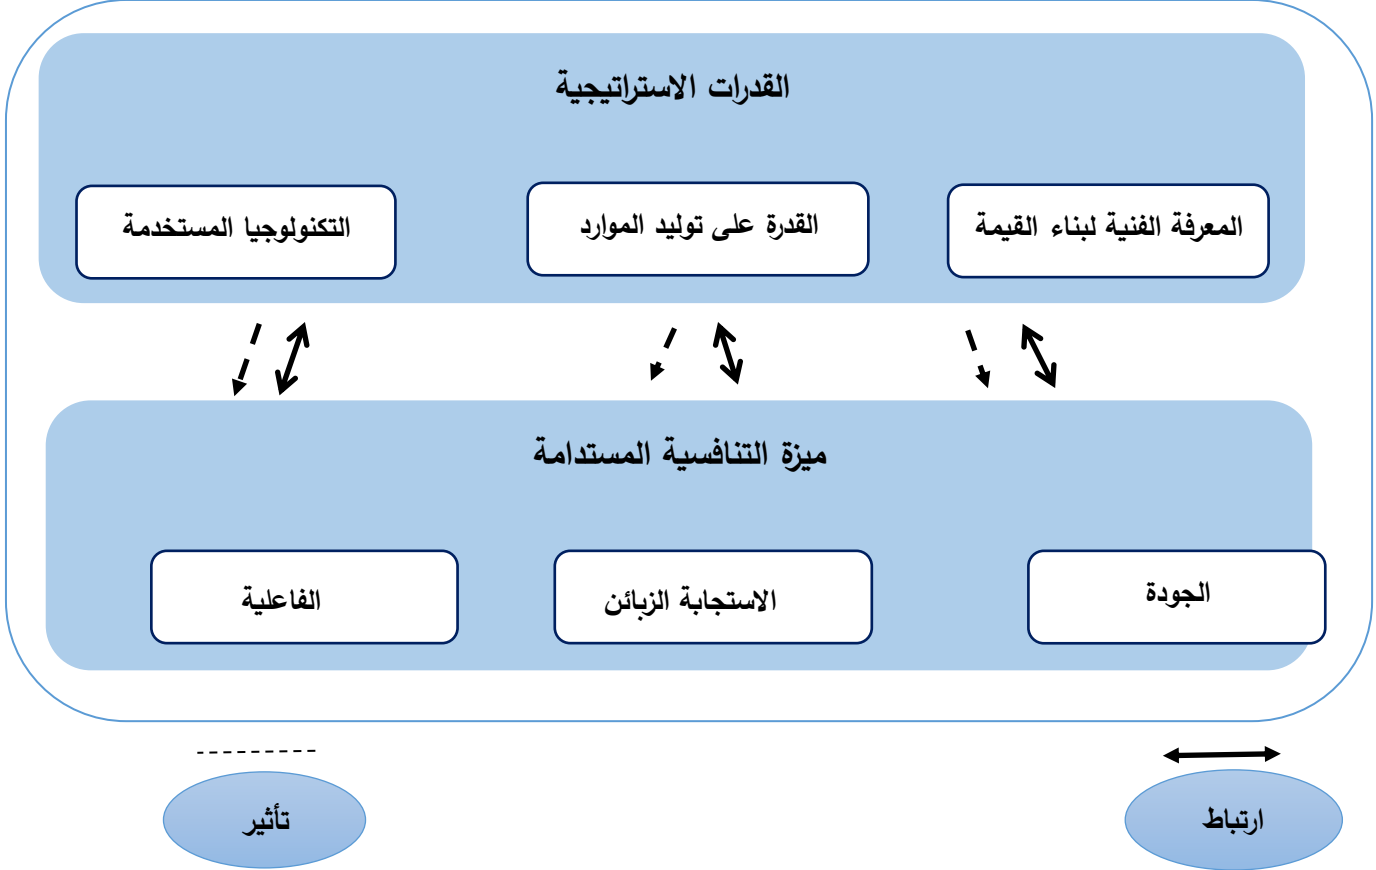 القدرات الاستراتيجية
المعرفة الفنية لبناء القيمة
القدرة على توليد الموارد
التكنولوجيا المستخدمة
ميزة التنافسية المستدامة
الجودة
الاستجابة الزبائن
الفاعلية
ارتباط
تأثير